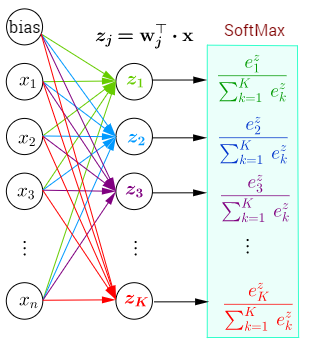 bias
z_j = w_j^⊤ · x
SoftMax
x_1
z_1
e_1^z / ∑_{k=1}^K e_k^z
x_2
z_2
e_2^z / ∑_{k=1}^K e_k^z
x_3
z_3
e_3^z / ∑_{k=1}^K e_k^z
⋮
⋮
⋮
x_n
z_K
e_K^z / ∑_{k=1}^K e_k^z